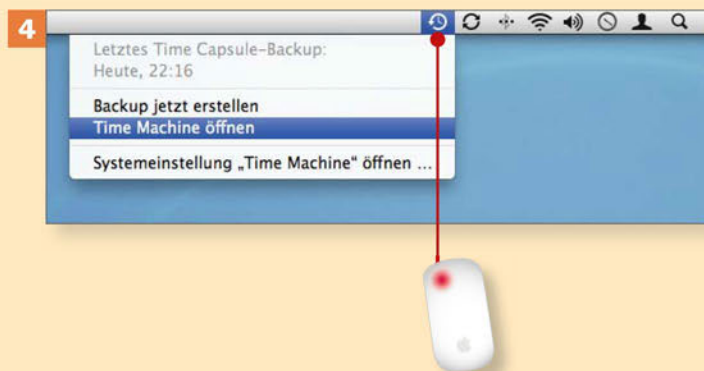 4
Letztes Time Capsule-Backup:
Heute, 22:16
Backup jetzt erstellen
Time Machine öffnen
Systemeinstellung „Time Machine“ öffnen ...